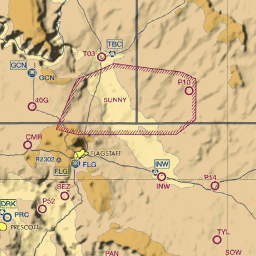 T03
TBC
GCN
GCN
P10
SUNNY
40G
CMR
R2302
FLAGSTAFF
FLG
FLG
INW
INW
P14
SEZ
DRK
P52
PRC
PRESCOTT
TYL
PAN
SOW